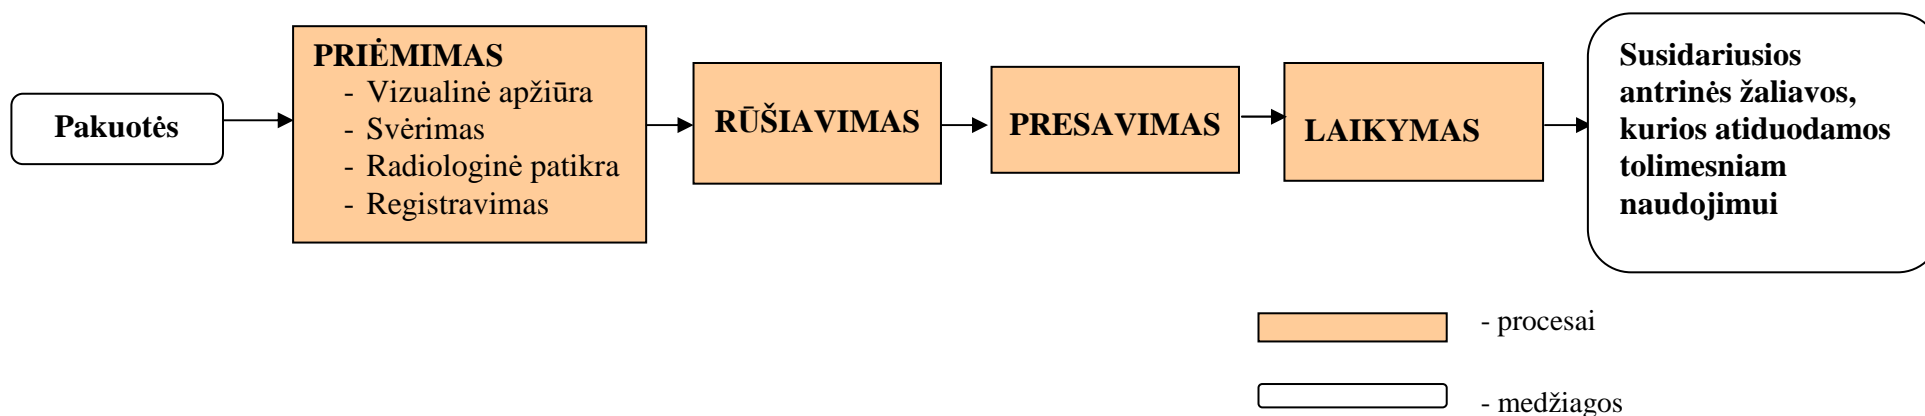 Pakuotės
PRIĖMIMAS
- Vizualinė apžiūra
- Svėrimas
- Radiologinė patikra
- Registravimas
RŪŠIAVIMAS
PRESAVIMAS
LAIKYMAS
Susidariusios
antrinės žaliavos,
kurios atiduodamos
tolimesniam
naudojimui
- procesai
- medžiagos